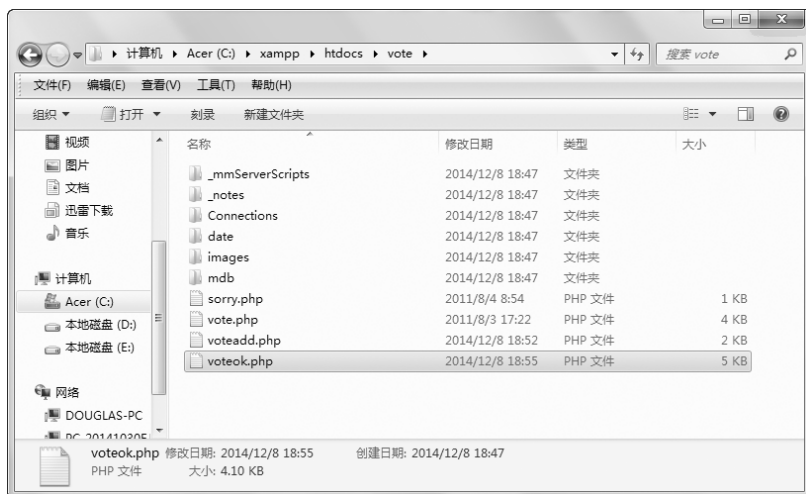 计算机 ▸ Acer (C:) ▸ xampp ▸ htdocs ▸ vote ▸
搜索 vote
文件(F) 编辑(E) 查看(V) 工具(T) 帮助(H)
组织 打开 刻录 新建文件夹
视频
图片
文档
迅雷下载
音乐
计算机
Acer (C:)
本地磁盘 (D:)
本地磁盘 (E:)
网络
DOUGLAS-PC
名称 修改日期 类型 大小
_mmServerScripts 2014/12/8 18:47 文件夹
_notes 2014/12/8 18:47 文件夹
Connections 2014/12/8 18:47 文件夹
date 2014/12/8 18:47 文件夹
images 2014/12/8 18:47 文件夹
mdb 2014/12/8 18:47 文件夹
sorry.php 2011/8/4 8:54 PHP 文件 1 KB
vote.php 2011/8/3 17:22 PHP 文件 4 KB
voteadd.php 2014/12/8 18:52 PHP 文件 2 KB
voteok.php 2014/12/8 18:55 PHP 文件 5 KB
voteok.php 修改日期: 2014/12/8 18:55 创建日期: 2014/12/8 18:47
PHP 文件 大小: 4.10 KB